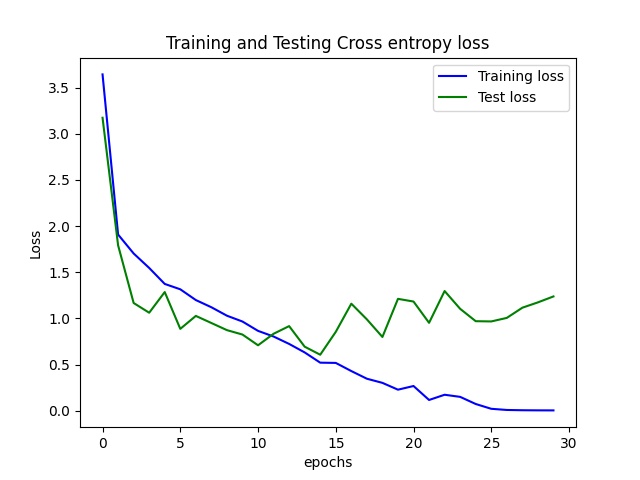 Training and Testing Cross entropy loss
Training loss
Test loss
3.5
3.0
2.5
2.0
1.5
1.0
0.5
0.0
Loss
0 5 10 15 20 25 30
epochs